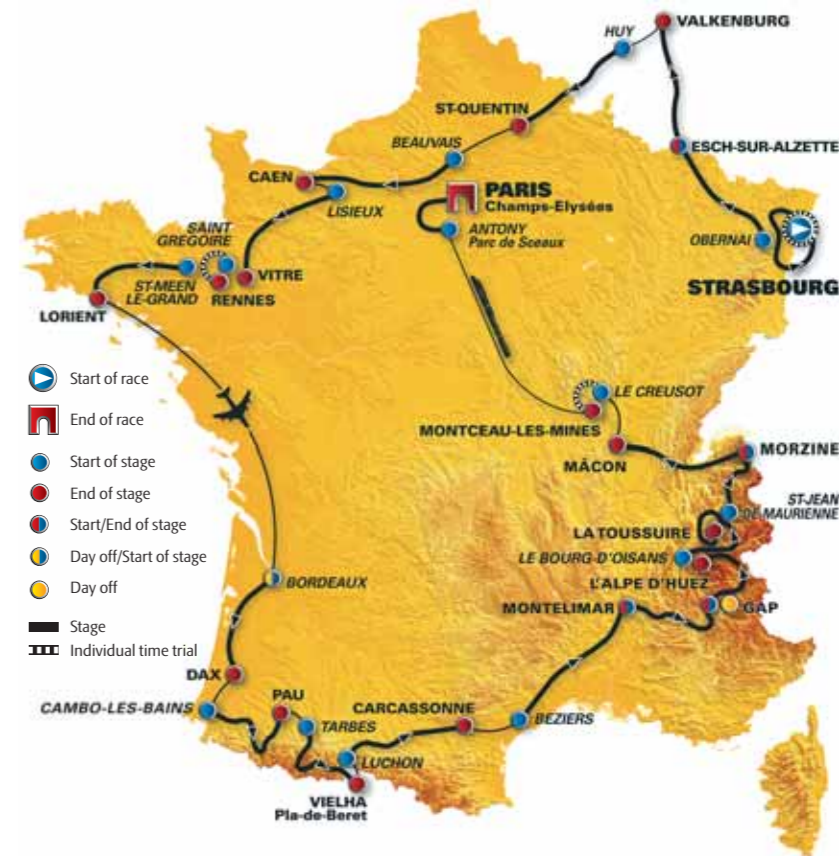 VALKENBURG
HUY
ST-QUENTIN
BEAUVAIS
ESCH-SUR-ALZETTE
CAEN
PARIS
Champs-Elysées
LISIEUX
ANTONY
Parc de Sceaux
OBERNAI
SAINT
GREGOIRE
VITRE
ST-MEEN
LE-GRAND
RENNES
STRASBOURG
LORIENT
Start of race
End of race
Start of stage
End of stage
Start/End of stage
Day off/Start of stage
Day off
Stage
Individual time trial
LE CREUSOT
MONTCEAU-LES-MINES
MÂCON
MORZINE
ST-JEAN
DE-MAURIENNE
LA TOUSSUIRE
LE BOURG-D'OISANS
L'ALPE D'HUEZ
BORDEAUX
MONTELIMAR
GAP
DAX
CAMBO-LES-BAINS
PAU
TARBES
CARCASSONNE
BEZIERS
LUCHON
VIELHA
Pla-de-Beret